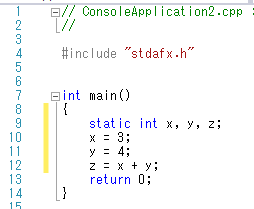 1 // ConsoleApplication2.cpp :
2 //
3
4 #include "stdafx.h"
5
6
7 int main()
8 {
9 static int x, y, z;
10 x = 3;
11 y = 4;
12 z = x + y;
13 return 0;
14 }